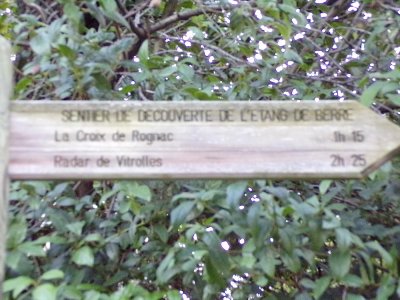 SENTIER DE DECOUVERTE DE L'ETANG DE BERRE
La Croix de Rognac 1h 15
Radar de Vitrolles 2h 25